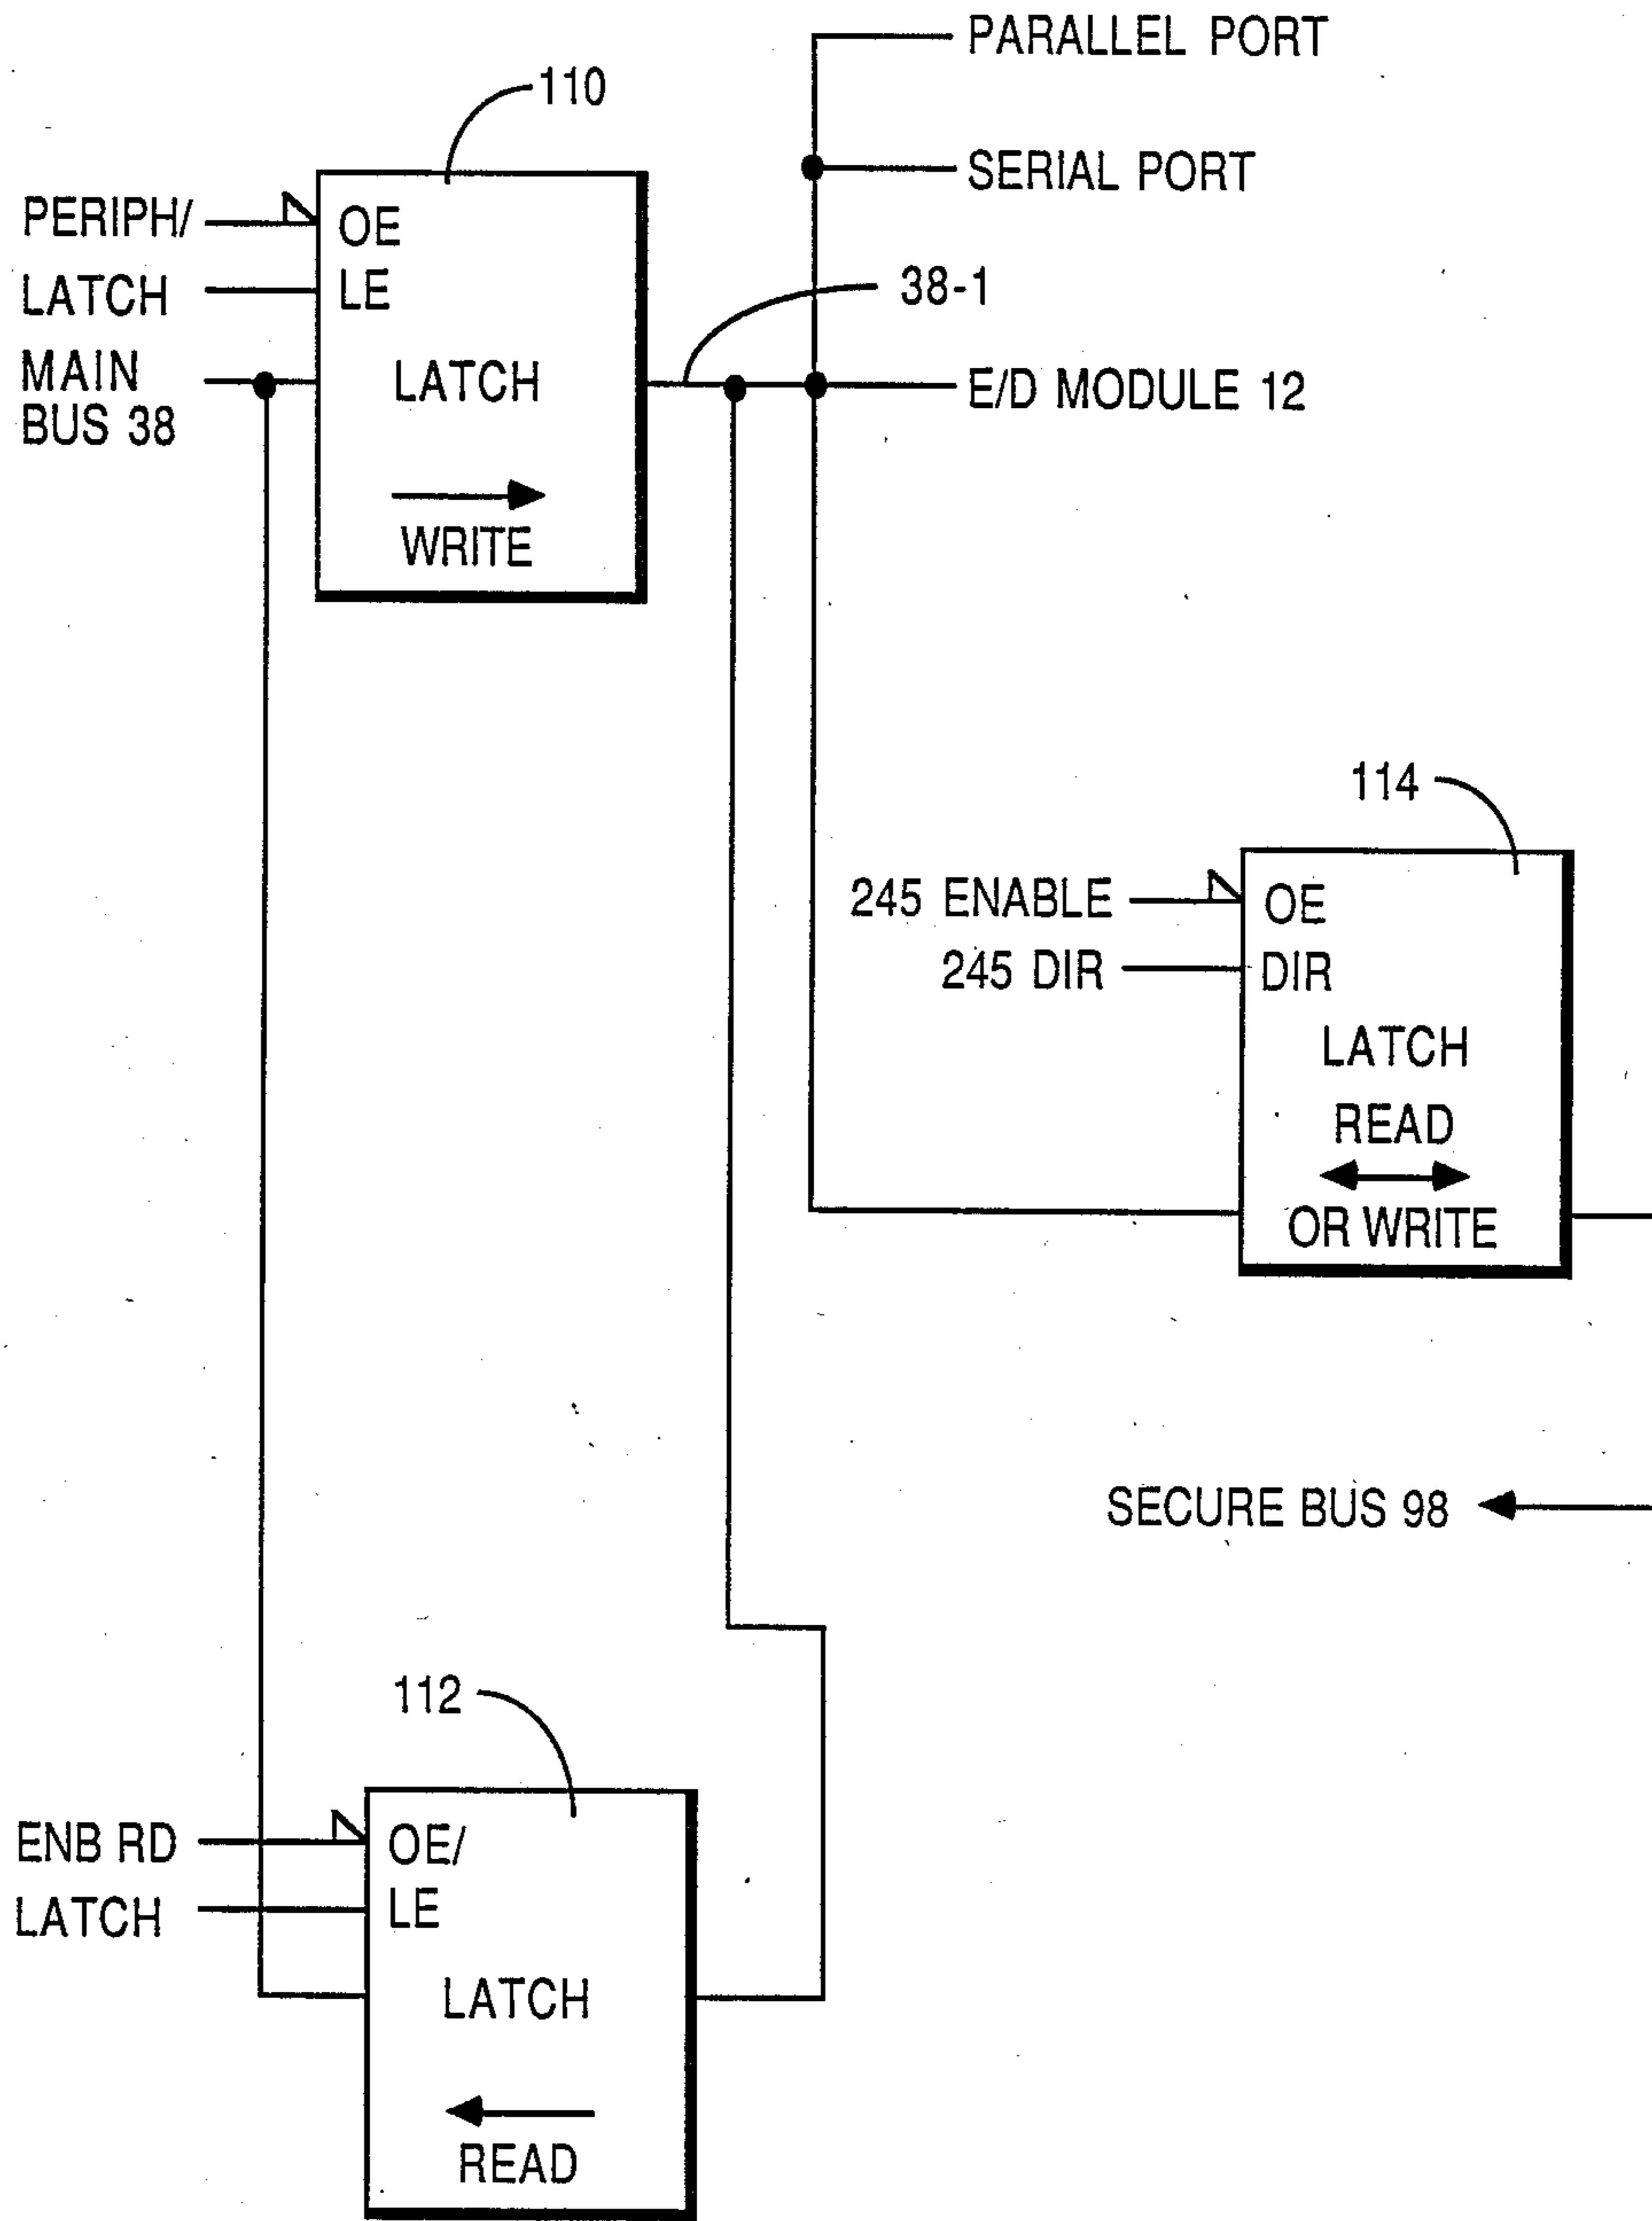 PARALLEL PORT
110
SERIAL PORT
PERIPH/
OE
LATCH
LE
38-1
MAIN
BUS 38
LATCH
E/D MODULE 12
WRITE
114
245 ENABLE
OE
245 DIR
DIR
LATCH
READ
OR WRITE
SECURE BUS 98
112
ENB RD
OE/
LATCH
LE
LATCH
READ